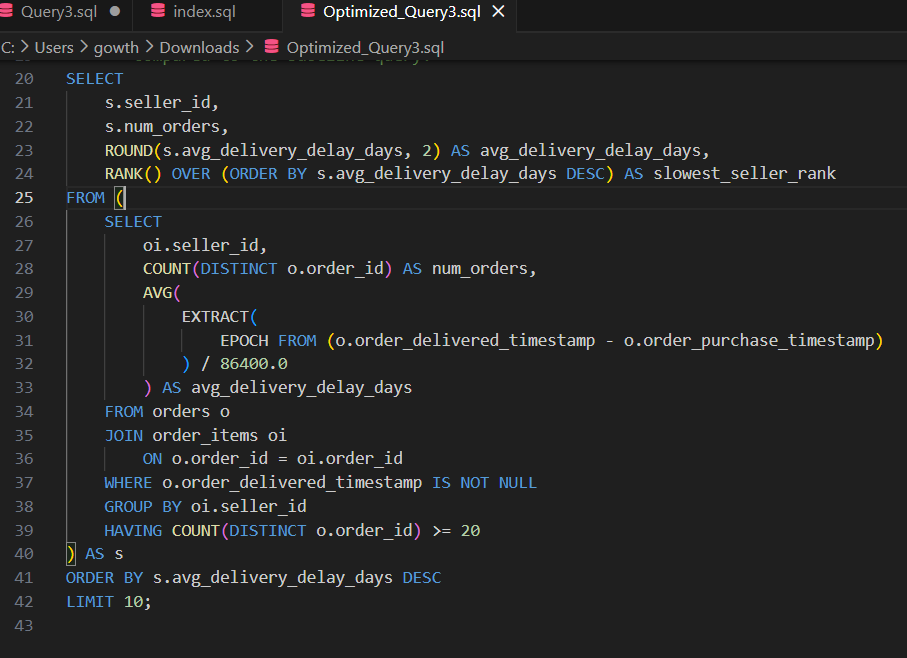 Query3.sql index.sql Optimized_Query3.sql
C: > Users > gowth > Downloads > Optimized_Query3.sql
20 SELECT
21 s.seller_id,
22 s.num_orders,
23 ROUND(s.avg_delivery_delay_days, 2) AS avg_delivery_delay_days,
24 RANK() OVER (ORDER BY s.avg_delivery_delay_days DESC) AS slowest_seller_rank
25 FROM (
26 SELECT
27 oi.seller_id,
28 COUNT(DISTINCT o.order_id) AS num_orders,
29 AVG(
30 EXTRACT(
31 EPOCH FROM (o.order_delivered_timestamp - o.order_purchase_timestamp)
32 ) / 86400.0
33 ) AS avg_delivery_delay_days
34 FROM orders o
35 JOIN order_items oi
36 ON o.order_id = oi.order_id
37 WHERE o.order_delivered_timestamp IS NOT NULL
38 GROUP BY oi.seller_id
39 HAVING COUNT(DISTINCT o.order_id) >= 20
40 ) AS s
41 ORDER BY s.avg_delivery_delay_days DESC
42 LIMIT 10;
43